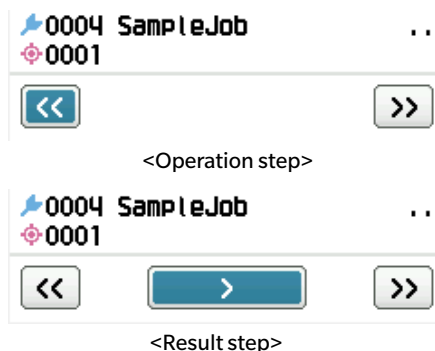 0004 SampleJob ..
0001
<< >>
<Operation step>
0004 SampleJob ..
0001
<< > >>
<Result step>